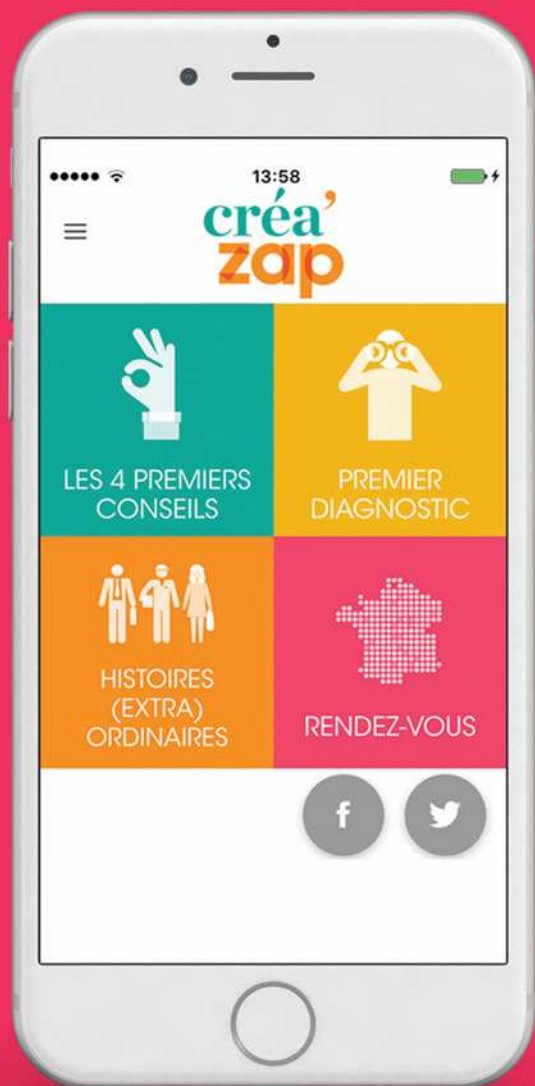 13:58
créa'
zap
LES 4 PREMIERS
CONSEILS
PREMIER
DIAGNOSTIC
HISTOIRES
(EXTRA)
ORDINAIRES
RENDEZ-VOUS
f